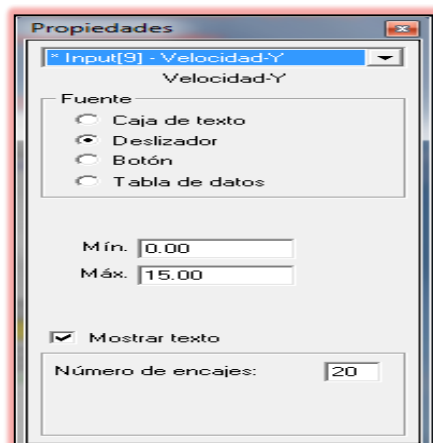 Propiedades
* Input[9] - Velocidad-Y
Velocidad-Y
Fuente
Caja de texto
Deslizador
Botón
Tabla de datos
Mín. 0.00
Máx. 15.00
Mostrar texto
Número de encajes: 20